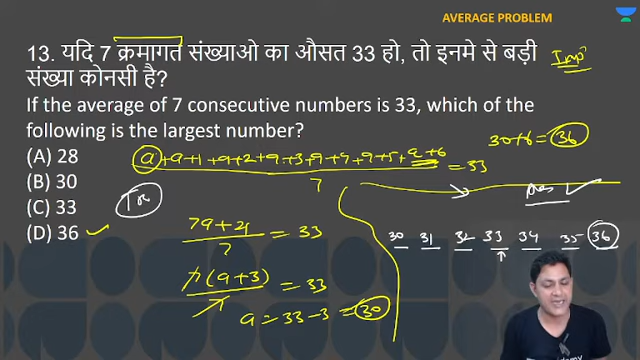 AVERAGE PROBLEM
13. यदि 7 क्रमागत संख्याओ का औसत 33 हो, तो इनमे से बड़ी
संख्या कोनसी है?
Imp
If the average of 7 consecutive numbers is 33, which of the
following is the largest number?
30+6=36
(A) 28
(B) 30
(C) 33
(D) 36
a+a+1+a+2+a+3+a+4+a+5+a+6
7
=33
7a+21
7
=33
7(a+3)
=33
a=33-3=30
30 31 32 33 34 35 36